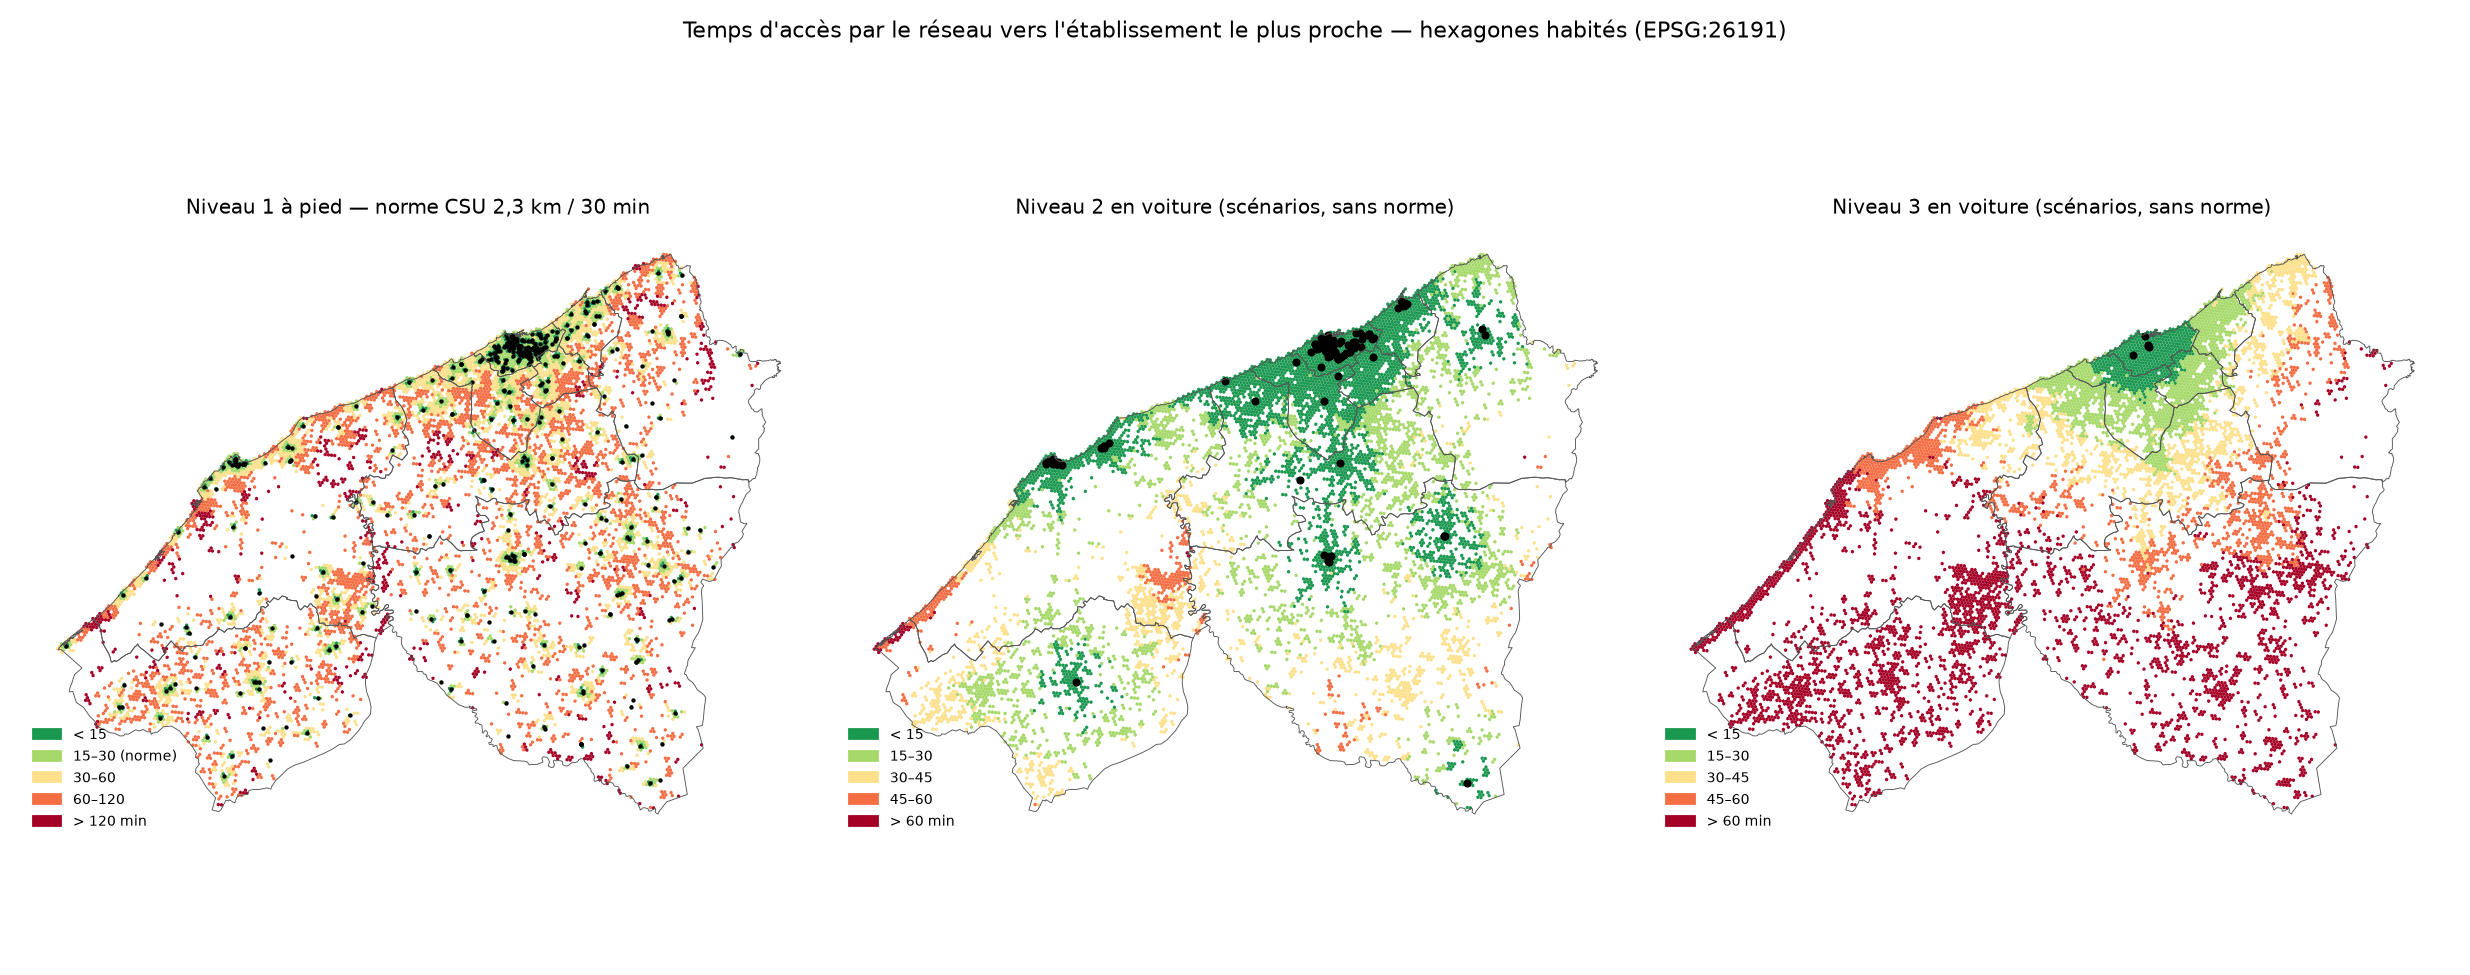 Temps d'accès par le réseau vers l'établissement le plus proche — hexagones habités (EPSG:26191)
Niveau 1 à pied — norme CSU 2,3 km / 30 min
< 15
15–30 (norme)
30–60
60–120
> 120 min
Niveau 2 en voiture (scénarios, sans norme)
< 15
15–30
30–45
45–60
> 60 min
Niveau 3 en voiture (scénarios, sans norme)
< 15
15–30
30–45
45–60
> 60 min